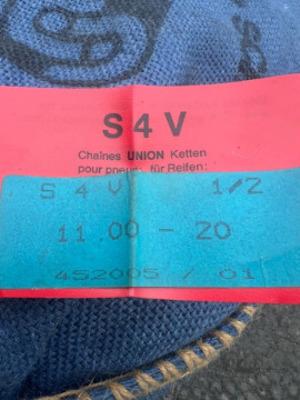 S 4 V
Chaînes UNION Ketten
pour pneus für Reifen:
S 4 V 1/2
11.00 - 20
452005 / 01